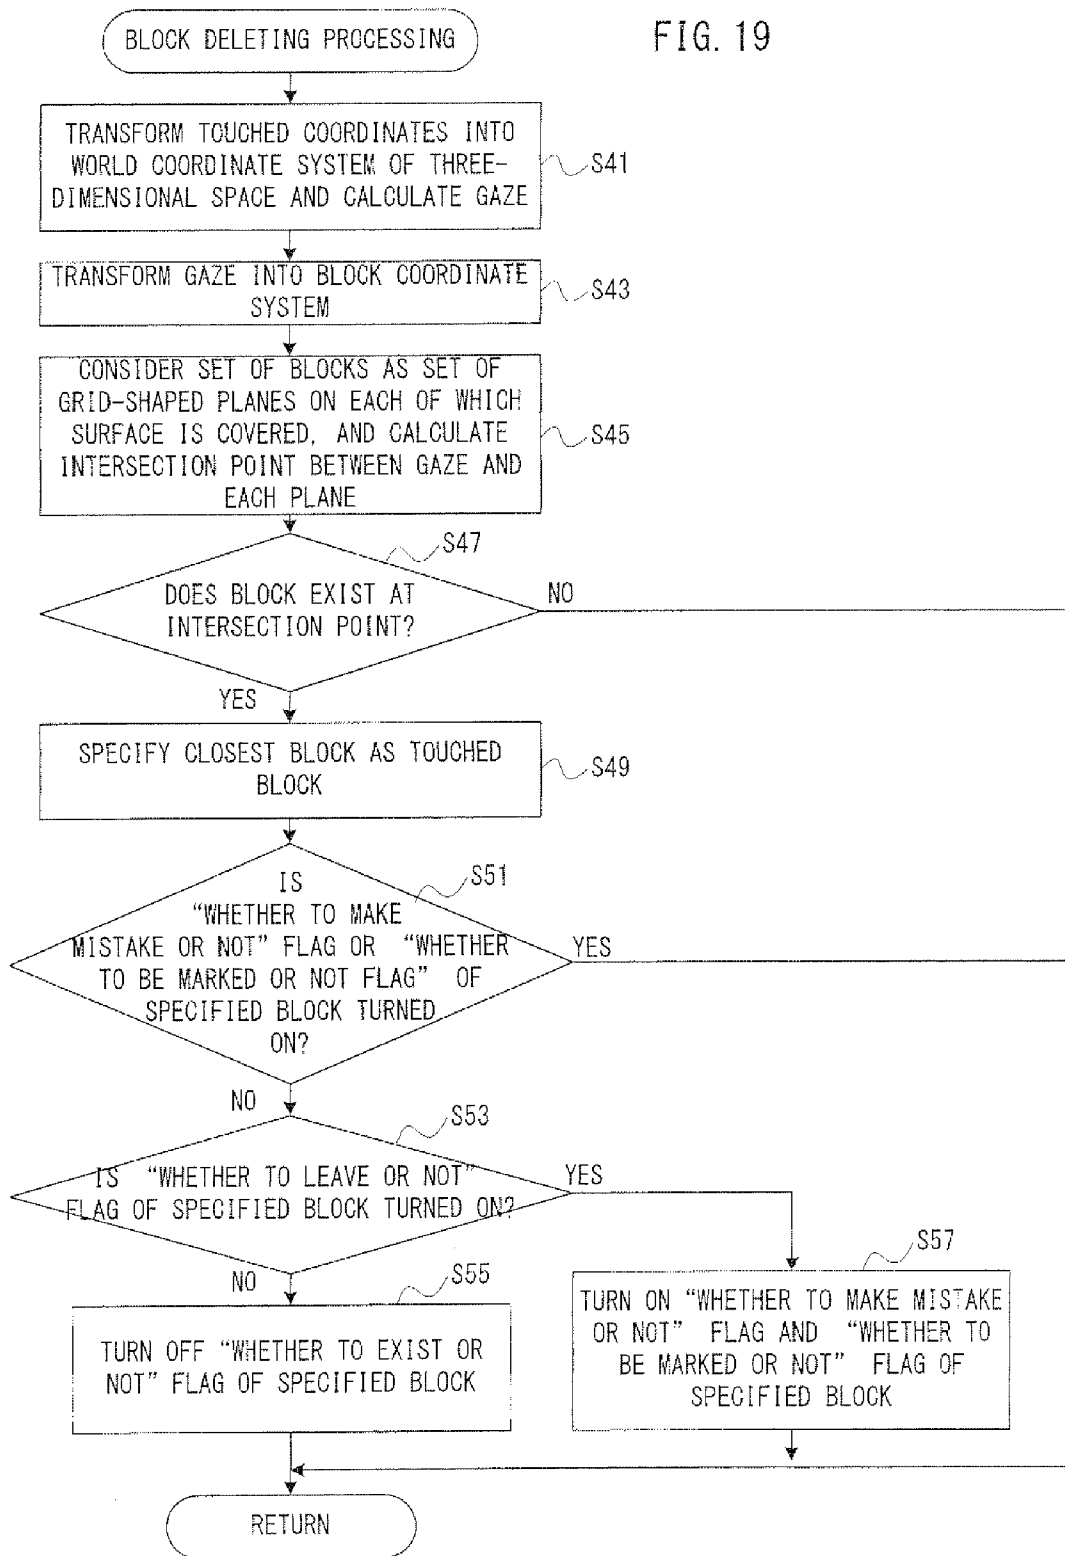 FIG. 19
BLOCK DELETING PROCESSING
TRANSFORM TOUCHED COORDINATES INTO
WORLD COORDINATE SYSTEM OF THREE-
DIMENSIONAL SPACE AND CALCULATE GAZE
S41
TRANSFORM GAZE INTO BLOCK COORDINATE
SYSTEM
S43
CONSIDER SET OF BLOCKS AS SET OF
GRID-SHAPED PLANES ON EACH OF WHICH
SURFACE IS COVERED, AND CALCULATE
INTERSECTION POINT BETWEEN GAZE AND
EACH PLANE
S45
S47
DOES BLOCK EXIST AT
INTERSECTION POINT?
NO
YES
SPECIFY CLOSEST BLOCK AS TOUCHED
BLOCK
S49
S51
IS
“WHETHER TO MAKE
MISTAKE OR NOT” FLAG OR “WHETHER
TO BE MARKED OR NOT FLAG” OF
SPECIFIED BLOCK TURNED
ON?
YES
NO
S53
IS “WHETHER TO LEAVE OR NOT”
FLAG OF SPECIFIED BLOCK TURNED ON?
YES
NO
S55
TURN OFF “WHETHER TO EXIST OR
NOT” FLAG OF SPECIFIED BLOCK
S57
TURN ON “WHETHER TO MAKE MISTAKE
OR NOT” FLAG AND “WHETHER TO
BE MARKED OR NOT” FLAG OF
SPECIFIED BLOCK
RETURN